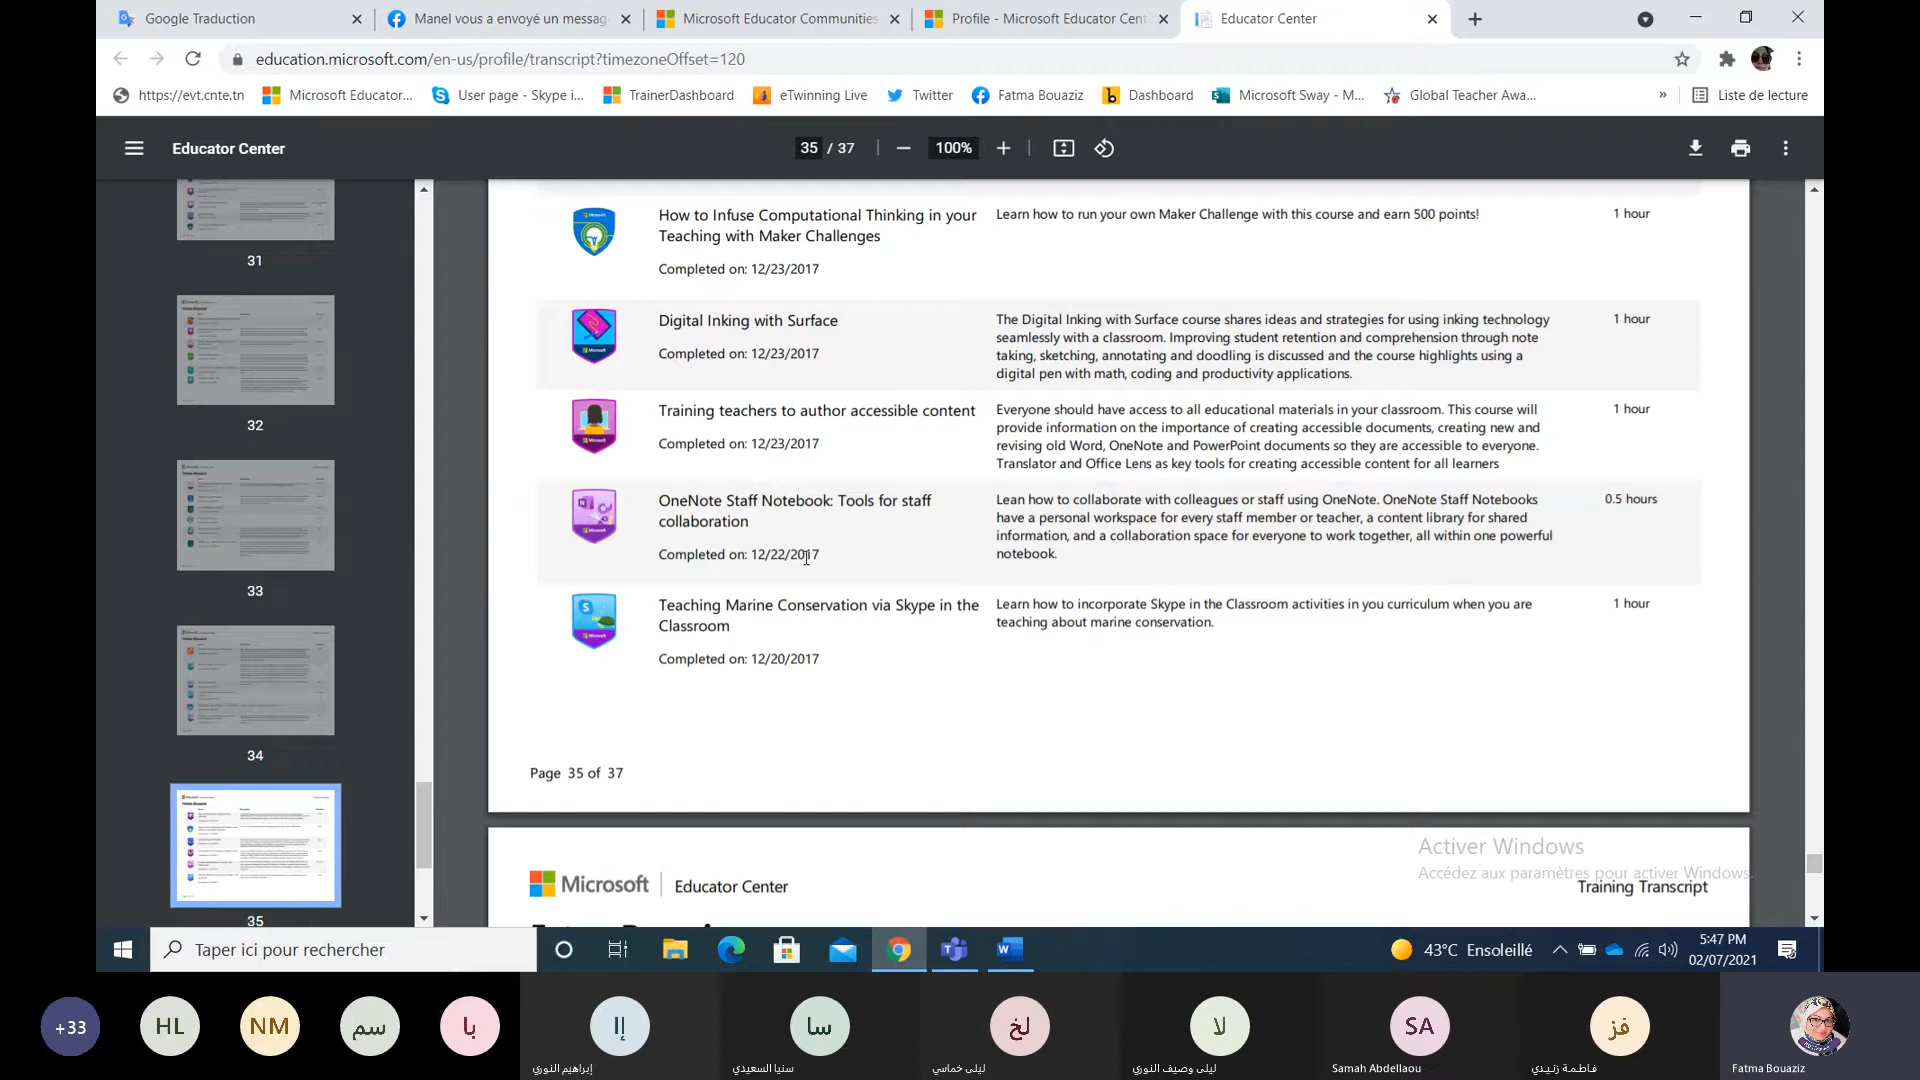 Google Traduction
Manel vous a envoyé un messag
Microsoft Educator Communities
Profile - Microsoft Educator Cent
Educator Center
education.microsoft.com/en-us/profile/transcript?timezoneOffset=120
https://evt.cnte.tn
Microsoft Educator...
User page - Skype i...
TrainerDashboard
eTwinning Live
Twitter
Fatma Bouaziz
Dashboard
Microsoft Sway - M...
Global Teacher Awa...
»
Liste de lecture
Educator Center
35 / 37
100%
31
32
33
34
35
How to Infuse Computational Thinking in your
Teaching with Maker Challenges
Completed on: 12/23/2017
Learn how to run your own Maker Challenge with this course and earn 500 points!
1 hour
Digital Inking with Surface
Completed on: 12/23/2017
The Digital Inking with Surface course shares ideas and strategies for using inking technology
seamlessly with a classroom. Improving student retention and comprehension through note
taking, sketching, annotating and doodling is discussed and the course highlights using a
digital pen with math, coding and productivity applications.
1 hour
Training teachers to author accessible content
Completed on: 12/23/2017
Everyone should have access to all educational materials in your classroom. This course will
provide information on the importance of creating accessible documents, creating new and
revising old Word, OneNote and PowerPoint documents so they are accessible to everyone.
Translator and Office Lens as key tools for creating accessible content for all learners
1 hour
OneNote Staff Notebook: Tools for staff
collaboration
Completed on: 12/22/2017
Lean how to collaborate with colleagues or staff using OneNote. OneNote Staff Notebooks
have a personal workspace for every staff member or teacher, a content library for shared
information, and a collaboration space for everyone to work together, all within one powerful
notebook.
0.5 hours
Teaching Marine Conservation via Skype in the
Classroom
Completed on: 12/20/2017
Learn how to incorporate Skype in the Classroom activities in you curriculum when you are
teaching about marine conservation.
1 hour
Page 35 of 37
Microsoft
Educator Center
Training Transcript
Activer Windows
Accédez aux paramètres pour activer Windows.
Taper ici pour rechercher
43°C Ensoleillé
5:47 PM
02/07/2021
+33
HL
NM
سم
با
إا
إبراهيم النوري
سا
سنيا السعيدي
لخ
ليلى خماسي
لا
ليلى وصيف النوري
SA
Samah Abdellaou
فز
فـاطـمـة زنـيـدي
Fatma Bouaziz